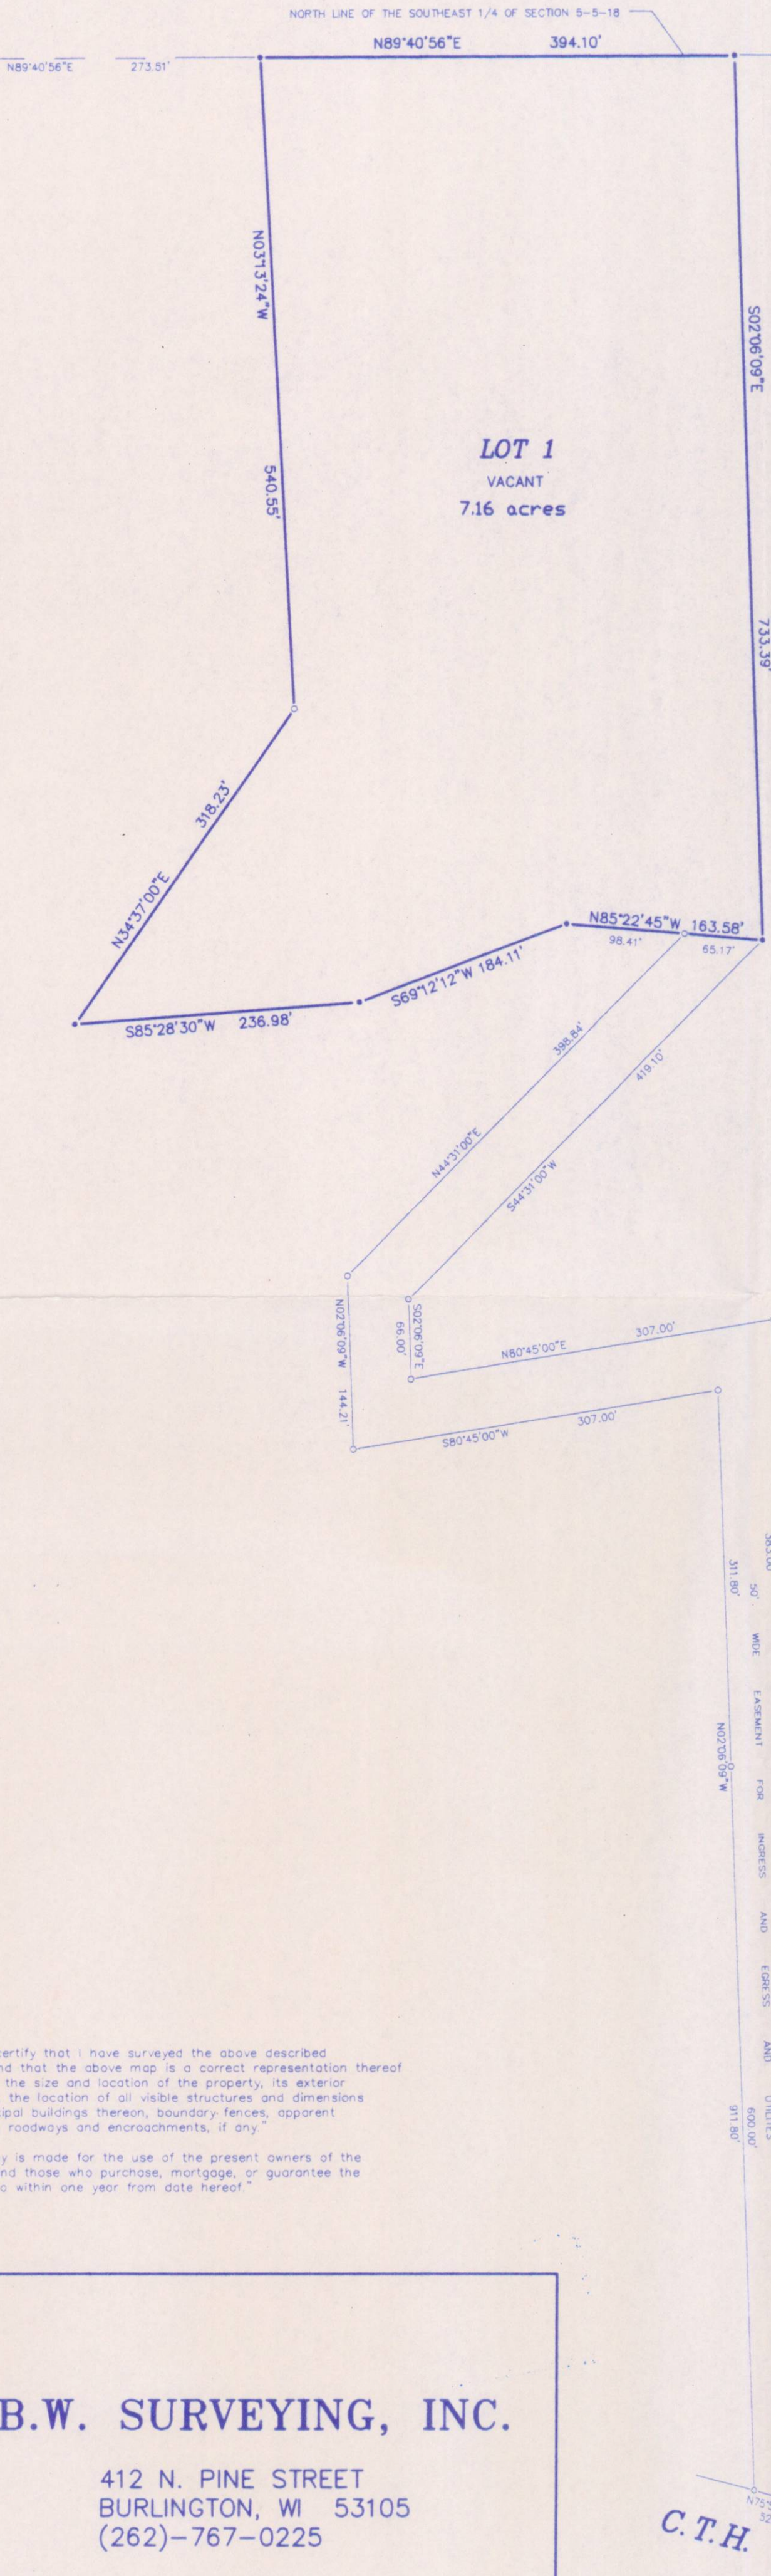 NORTH LINE OF THE SOUTHEAST 1/4 OF SECTION 5-5-18
N89°40'56"E 394.10'
N89°40'56"E 273.51'
N03°13'24"W
540.55'
S02°06'09"E
733.39'
LOT 1
VACANT
7.16 acres
318.23'
N34°37'00"E
N85°22'45"W 163.58'
98.41'
65.17'
S69°12'12"W 184.11'
S85°28'30"W 236.98'
398.84'
N44°31'00"E
419.10'
S44°31'00"W
N02°06'09"W 144.21'
S02°06'09"E
66.00'
N80°45'00"E 307.00'
S80°45'00"W 307.00'
311.80'
50' WIDE EASEMENT FOR INGRESS AND EGRESS AND UTILITIES
N02°06'09"W
600.00'
911.80'
ertify that I have surveyed the above described
nd that the above map is a correct representation thereof
the size and location of the property, its exterior
the location of all visible structures and dimensions
ipal buildings thereon, boundary fences, apparent
roadways and encroachments, if any."
y is made for the use of the present owners of the
nd those who purchase, mortgage, or guarantee the
o within one year from date hereof."
B.W. SURVEYING, INC.
412 N. PINE STREET
BURLINGTON, WI 53105
(262)-767-0225
C.T.H.